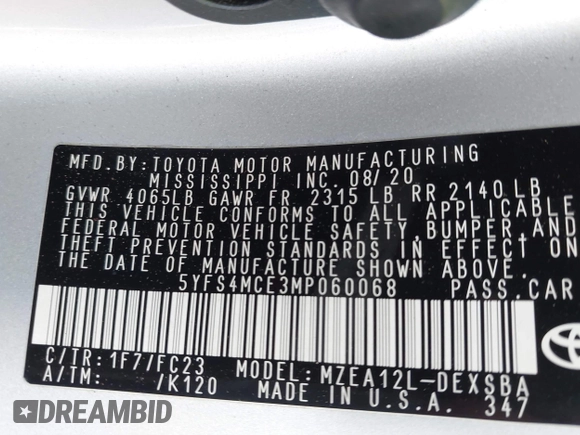 MFD.BY:TOYOTA MOTOR MANUFACTURING
MISSISSIPPI INC. 08/20
GVWR 4065LB GAWR FR. 2315 LB RR 2140 LB
THIS VEHICLE CONFORMS TO ALL APPLICABLE
FEDERAL MOTOR VEHICLE SAFETY, BUMPER, AND
THEFT PREVENTION STANDARDS IN EFFECT ON
THE DATE OF MANUFACTURE SHOWN ABOVE.
5YFS4MCE3MP060068 PASS.CAR
C/TR: 1F7/FC23 MODEL: MZEA12L-DEXSBA
A/TM: /K120 MADE IN U.S.A. 347
DREAMBID